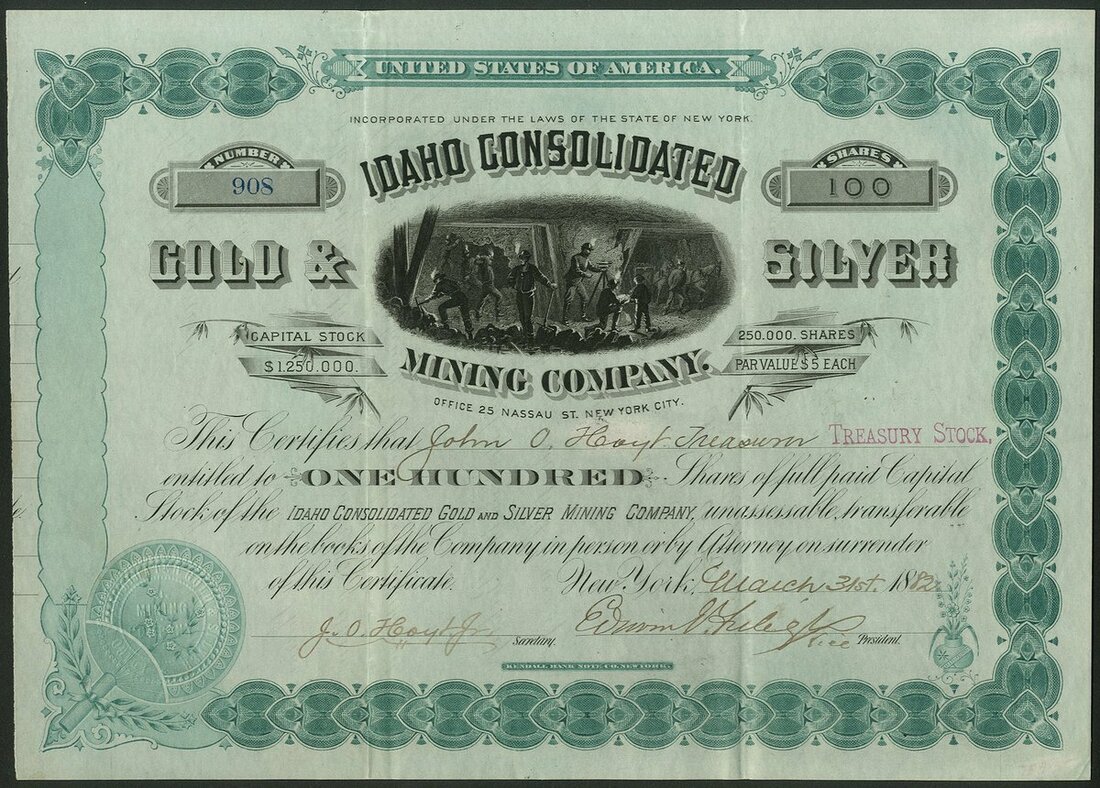 UNITED STATES OF AMERICA.
INCORPORATED UNDER THE LAWS OF THE STATE OF NEW YORK.
NUMBER
908
IDAHO CONSOLIDATED
SHARES
100
GOLD & SILVER
CAPITAL STOCK
$1.250.000.
250.000. SHARES
PAR VALUE $5 EACH
MINING COMPANY.
OFFICE 25 NASSAU ST. NEW YORK CITY.
This Certifies that John O. Hoyt Treasurer TREASURY STOCK.
entitled to ONE HUNDRED Shares of full paid Capital
Stock of the IDAHO CONSOLIDATED GOLD AND SILVER MINING COMPANY, unassessable, transferable
on the books of the Company in person or by Attorney on surrender
of this Certificate. New York, March 31st. 1882
J. O. Hoyt Jr. Secretary. Edwin Vice President.
KENDALL BANK NOTE CO. NEW YORK.